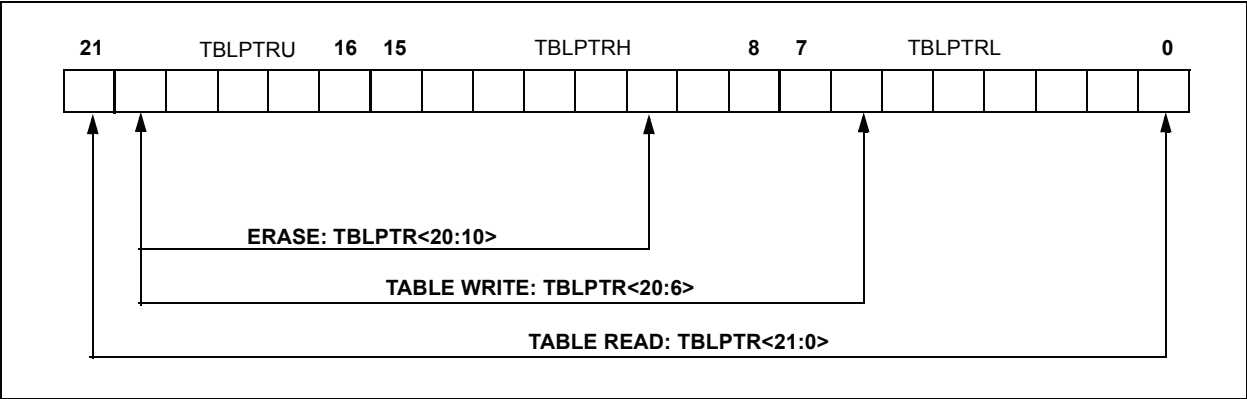 21 TBLPTRU 16 15 TBLPTRH 8 7 TBLPTRL 0
ERASE: TBLPTR<20:10>
TABLE WRITE: TBLPTR<20:6>
TABLE READ: TBLPTR<21:0>